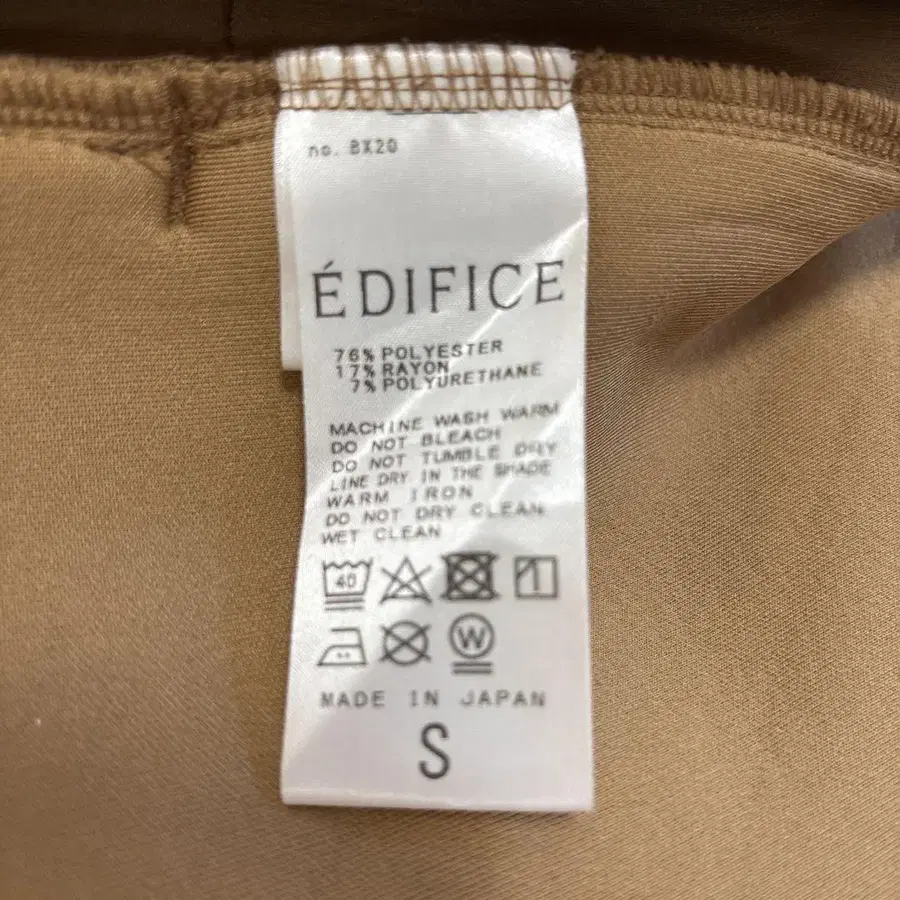 no. BX20
ÉDIFICE
76% POLYESTER
17% RAYON
7% POLYURETHANE
MACHINE WASH WARM
DO NOT BLEACH
DO NOT TUMBLE DRY
LINE DRY IN THE SHADE
WARM IRON
DO NOT DRY CLEAN
WET CLEAN
40
W
MADE IN JAPAN
S